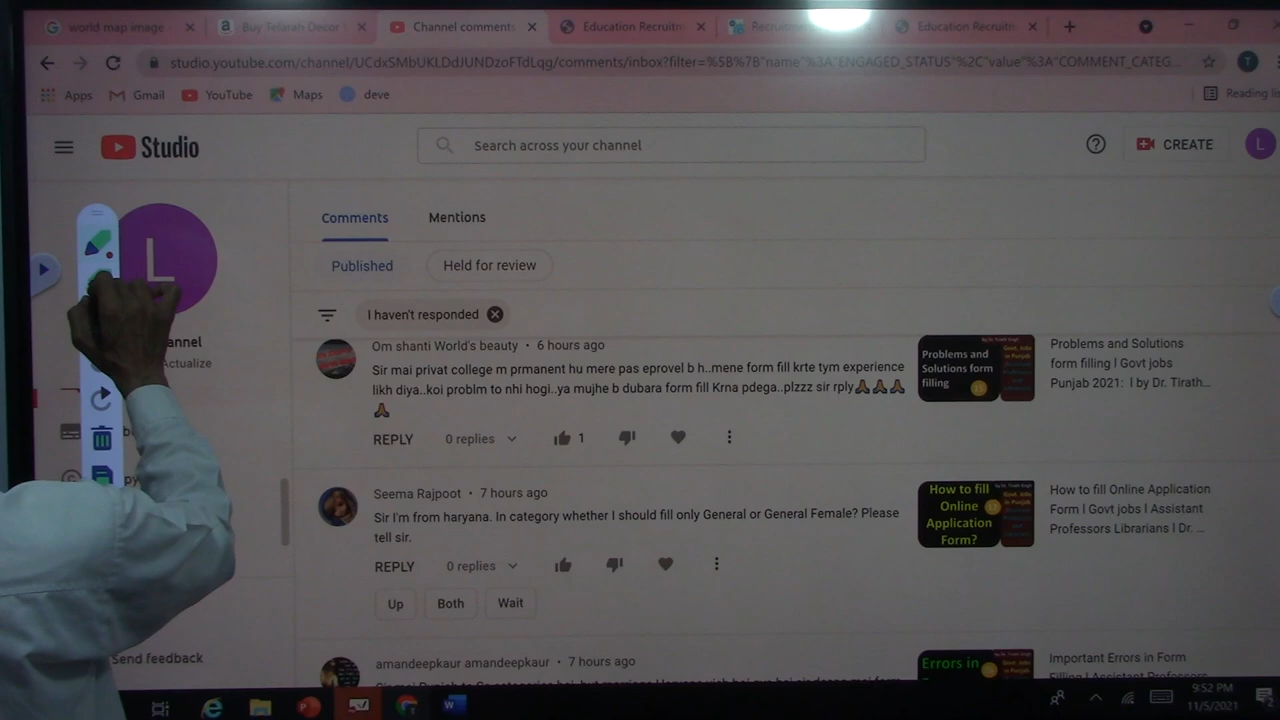 world map image
Buy Tefarah Decor
Channel comments
Education Recruitm
Recruitme
Education Recruitm
studio.youtube.com/channel/UCdxSMbUKLDdJUNDzoFTdLqg/comments/inbox?filter=%5B%7B"name"%3A"ENGAGED_STATUS"%2C"value"%3A"COMMENT_CATEG...
T
Apps
Gmail
YouTube
Maps
deve
Reading lis
Studio
Search across your channel
CREATE
L
L
Comments
Mentions
Published
Held for review
I haven't responded
annel
Actualize
Om shanti World's beauty • 6 hours ago
Sir mai privat college m prmanent hu mere pas eprovel b h..mene form fill krte tym experience
likh diya..koi problm to nhi hogi..ya mujhe b dubara form fill Krna pdega..plzzz sir rply🙏🙏🙏
🙏
REPLY 0 replies 1
Problems and
Solutions form
filling
Problems and Solutions
form filling l Govt jobs
Punjab 2021: l by Dr. Tirath...
Seema Rajpoot • 7 hours ago
Sir I'm from haryana. In category whether I should fill only General or General Female? Please
tell sir.
REPLY 0 replies
Up Both Wait
How to fill
Online
Application
Form?
How to fill Online Application
Form l Govt jobs l Assistant
Professors Librarians l Dr. ...
Send feedback
amandeepkaur amandeepkaur • 7 hours ago
Errors in
Important Errors in Form
Filling l Assistant Professors
9:52 PM
11/5/2021